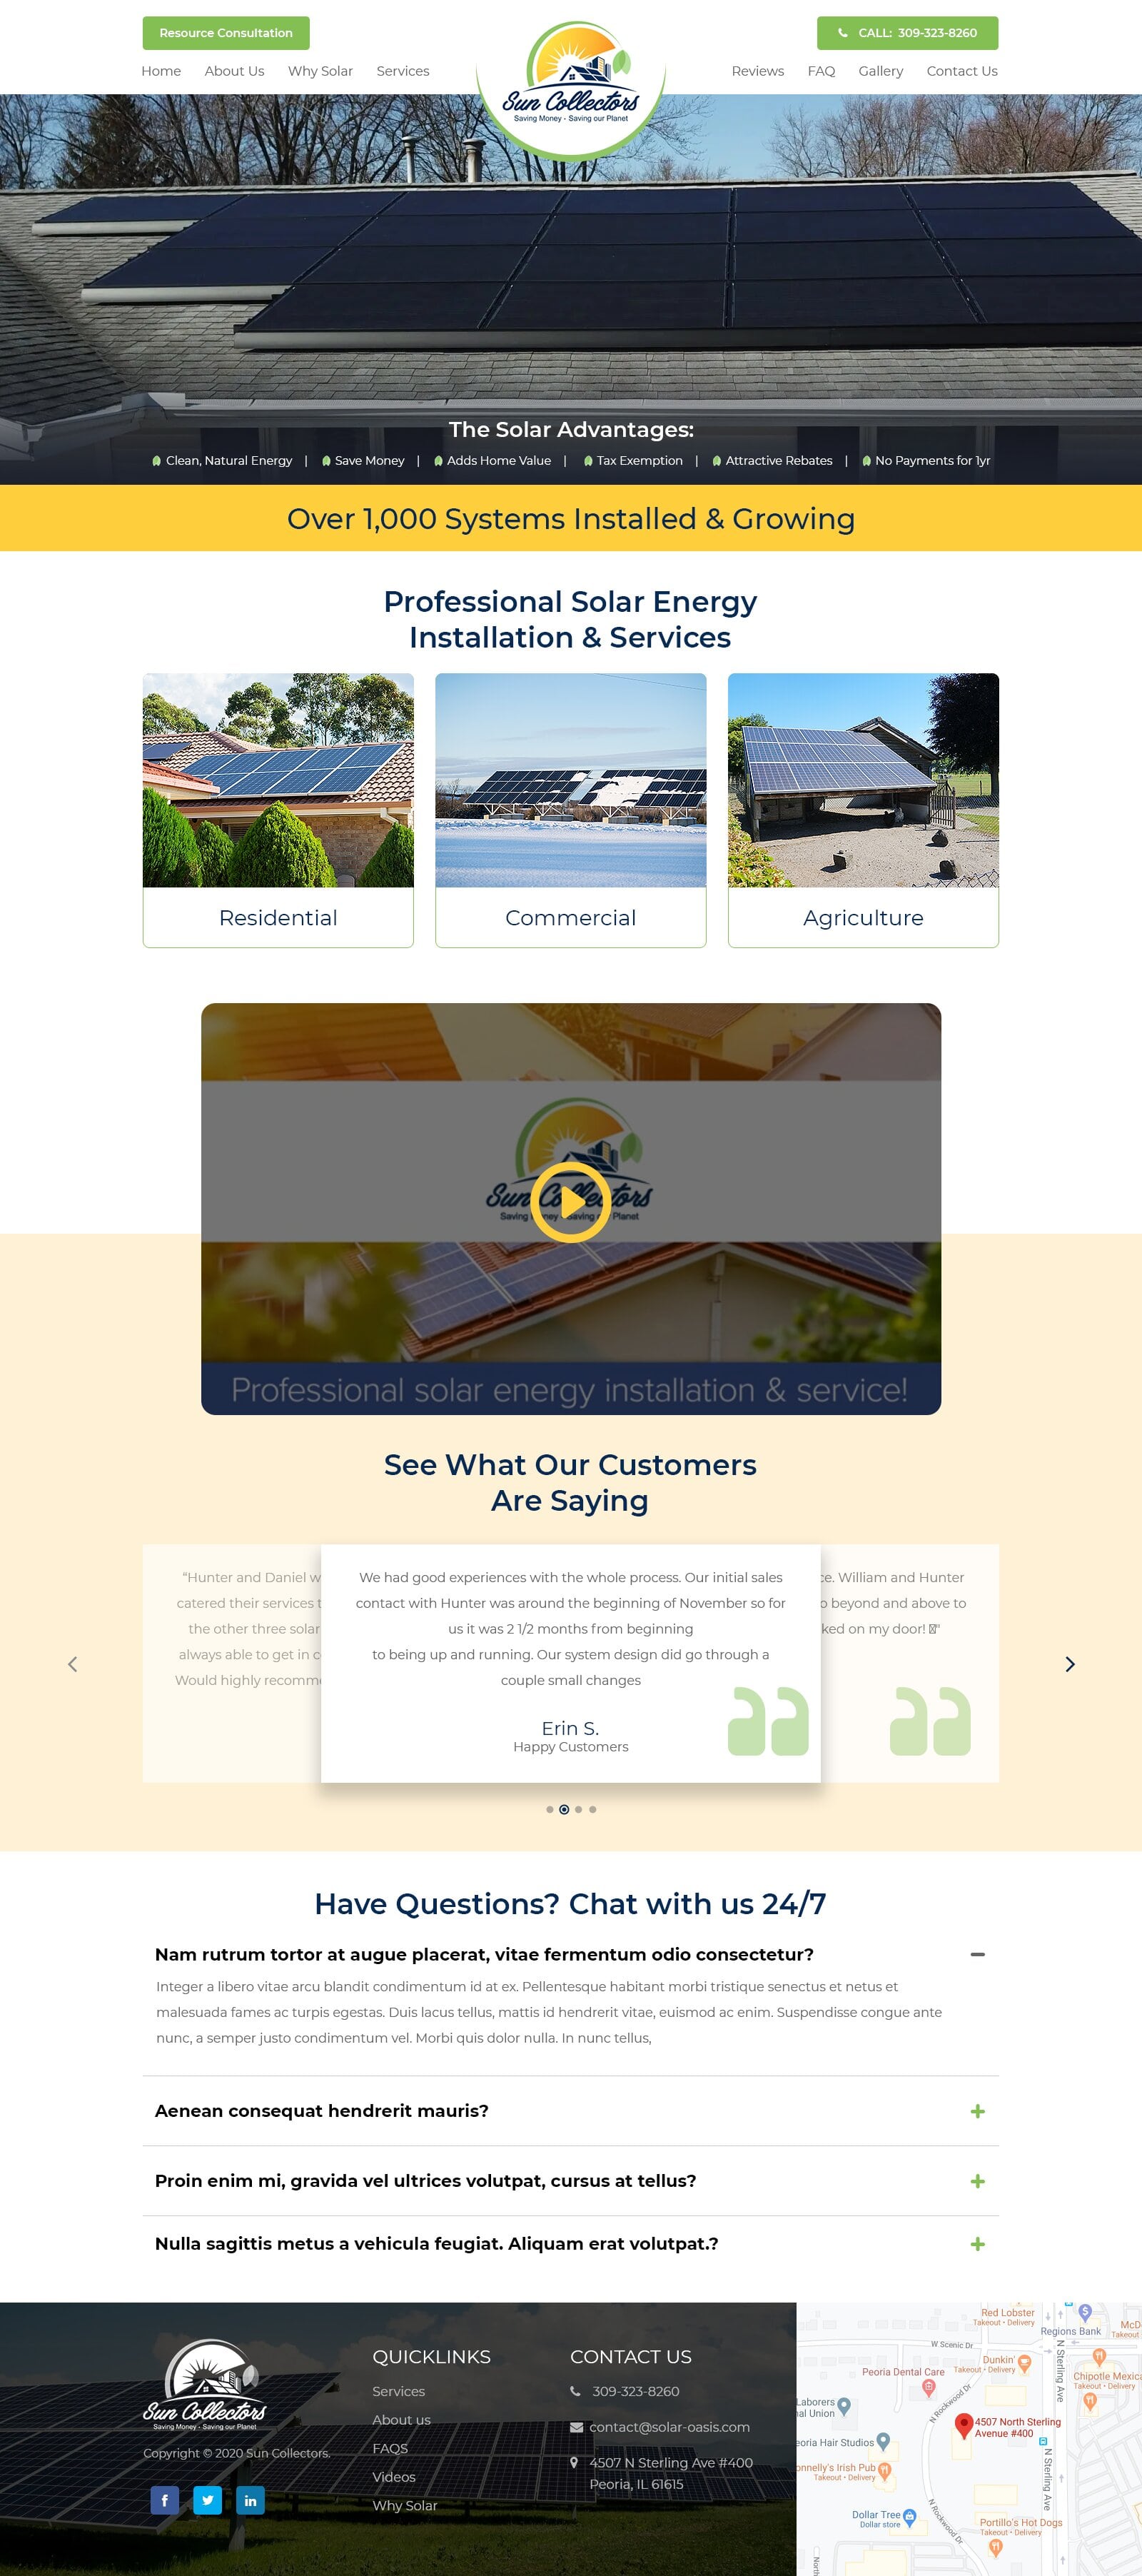 Resource Consultation
CALL: 309-323-8260
Home About Us Why Solar Services
Reviews FAQ Gallery Contact Us
Sun Collectors
Saving Money - Saving our Planet
The Solar Advantages:
Clean, Natural Energy | Save Money | Adds Home Value | Tax Exemption | Attractive Rebates | No Payments for 1yr
Over 1,000 Systems Installed & Growing
Professional Solar Energy
Installation & Services
Residential
Commercial
Agriculture
Sun Collectors
Saving Planet
Professional solar energy installation & service!
See What Our Customers
Are Saying
“Hunter and Daniel
catered their services
the other three solar
always able to get in
Would highly
We had good experiences with the whole process. Our initial sales
contact with Hunter was around the beginning of November so for
us it was 2 1/2 months from beginning
to being up and running. Our system design did go through a
couple small changes
Erin S.
Happy Customers
William and Hunter
beyond and above to
on my door!
Have Questions? Chat with us 24/7
Nam rutrum tortor at augue placerat, vitae fermentum odio consectetur?
Integer a libero vitae arcu blandit condimentum id at ex. Pellentesque habitant morbi tristique senectus et netus et
malesuada fames ac turpis egestas. Duis lacus tellus, mattis id hendrerit vitae, euismod ac enim. Suspendisse congue ante
nunc, a semper justo condimentum vel. Morbi quis dolor nulla. In nunc tellus,
Aenean consequat hendrerit mauris?
Proin enim mi, gravida vel ultrices volutpat, cursus at tellus?
Nulla sagittis metus a vehicula feugiat. Aliquam erat volutpat.?
Sun Collectors
Saving Money - Saving our Planet
Copyright © 2020 Sun Collectors.
QUICKLINKS
Services
About us
FAQS
Videos
Why Solar
CONTACT US
309-323-8260
contact@solar-oasis.com
4507 N Sterling Ave #400
Peoria, IL 61615
Red Lobster
Takeout • Delivery
Regions Bank
McD
Takeout
W Scenic Dr
N Sterling Ave
Dunkin'
Takeout • Delivery
Peoria Dental Care
Chipotle Mexica
Takeout • Delivery
N Rockwood Dr
Laborers
al Union
4507 North Sterling
Avenue #400
eoria Hair Studios
N Sterling Ave
onnelly's Irish Pub
Takeout • Delivery
N Rockwood Dr
Dollar Tree
Dollar store
Portillo's Hot Dogs
Takeout • Delivery
North